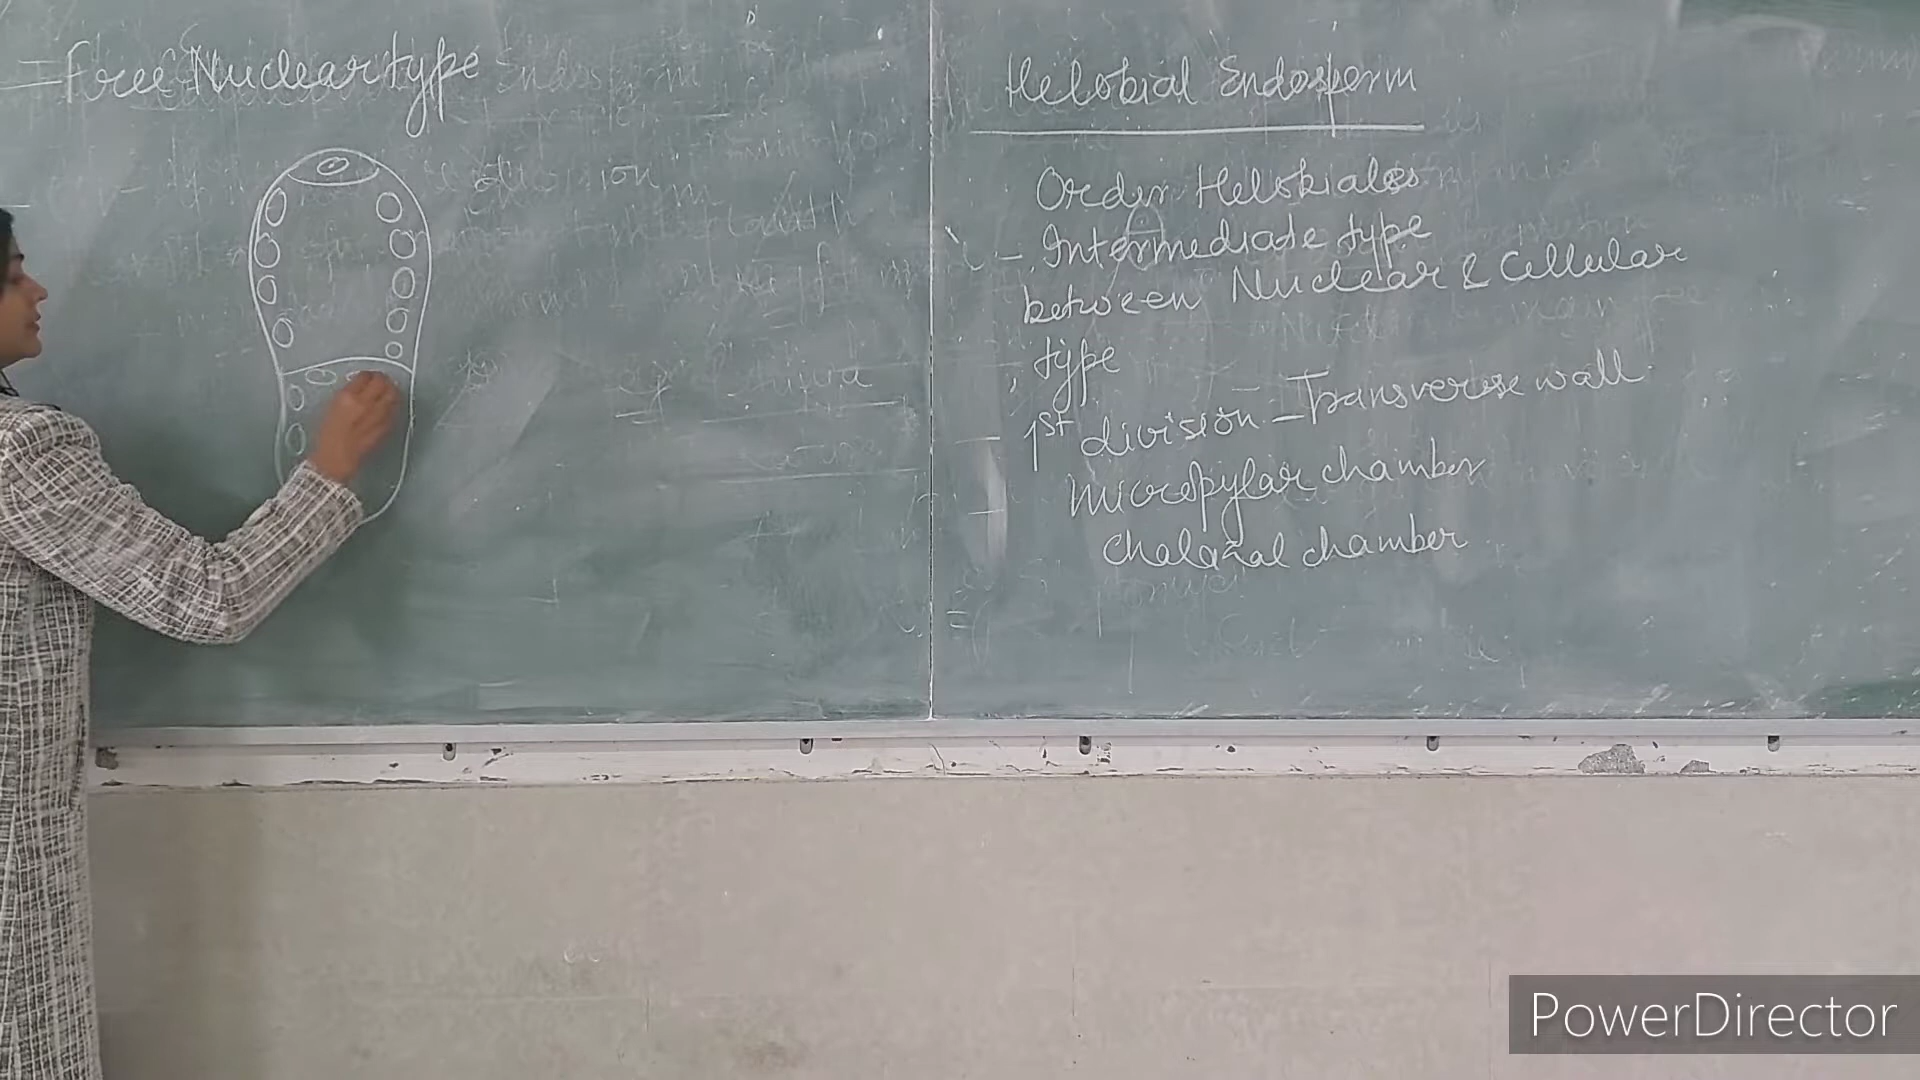 = Free Nuclear type
Helobial Endosperm
Order Helobiales
- Intermediate type
between Nuclear & Cellular
type
- 1st division - Transverse wall
- Micropylar chamber
Chalazal chamber
PowerDirector